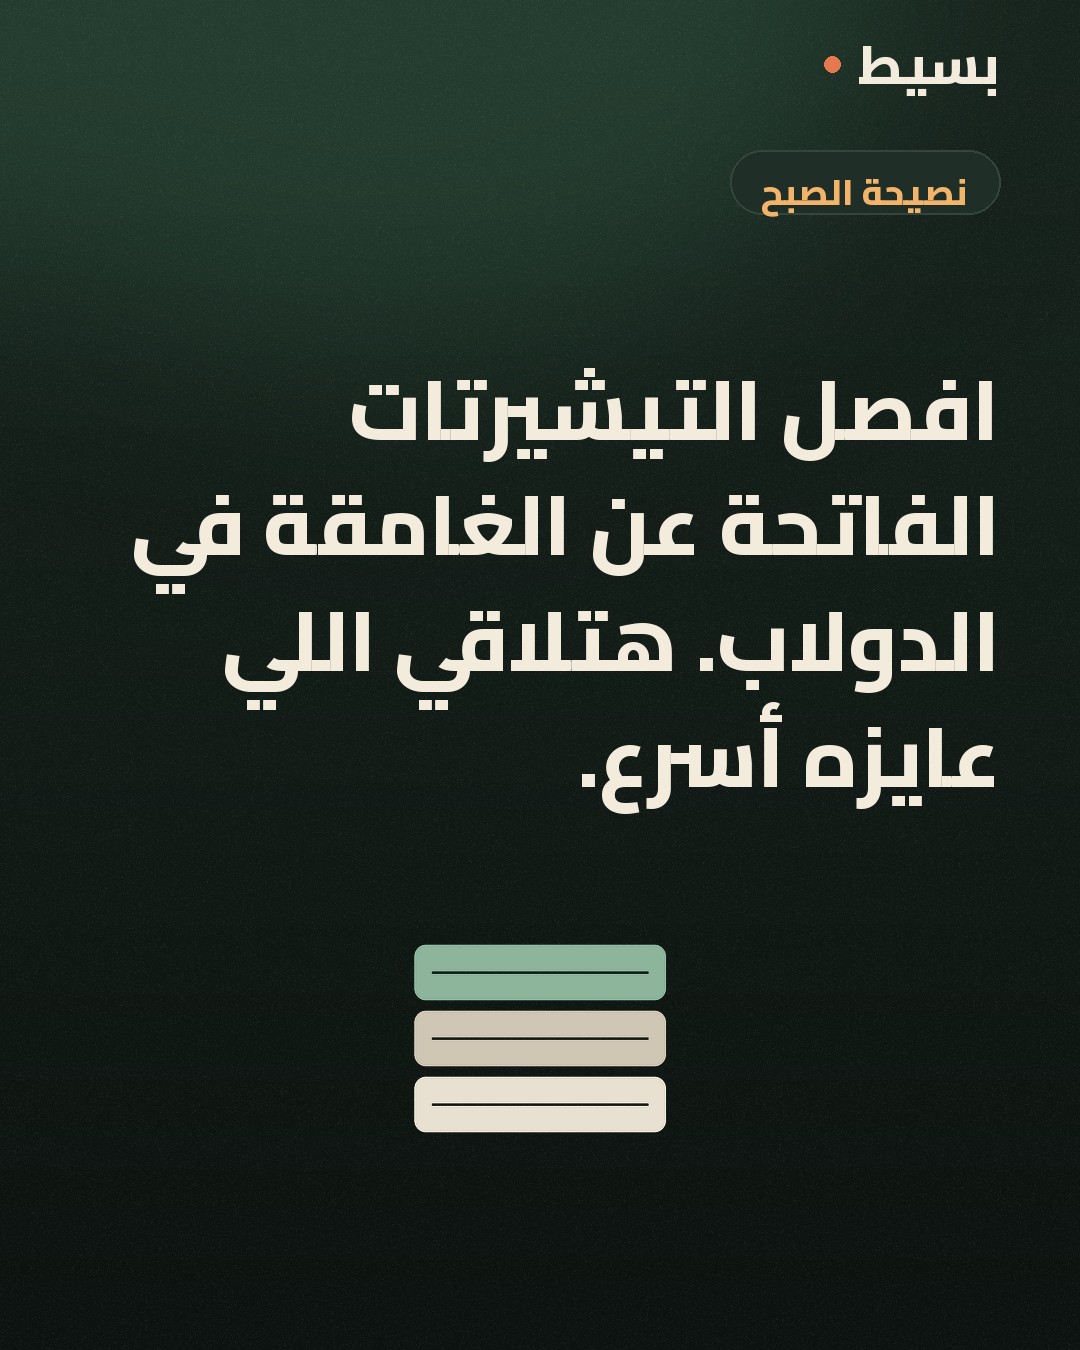 بسيط
نصيحة الصبح
افصل التيشيرتات
الفاتحة عن الغامقة في
الدولاب. هتلاقي اللي
عايزه أسرع.